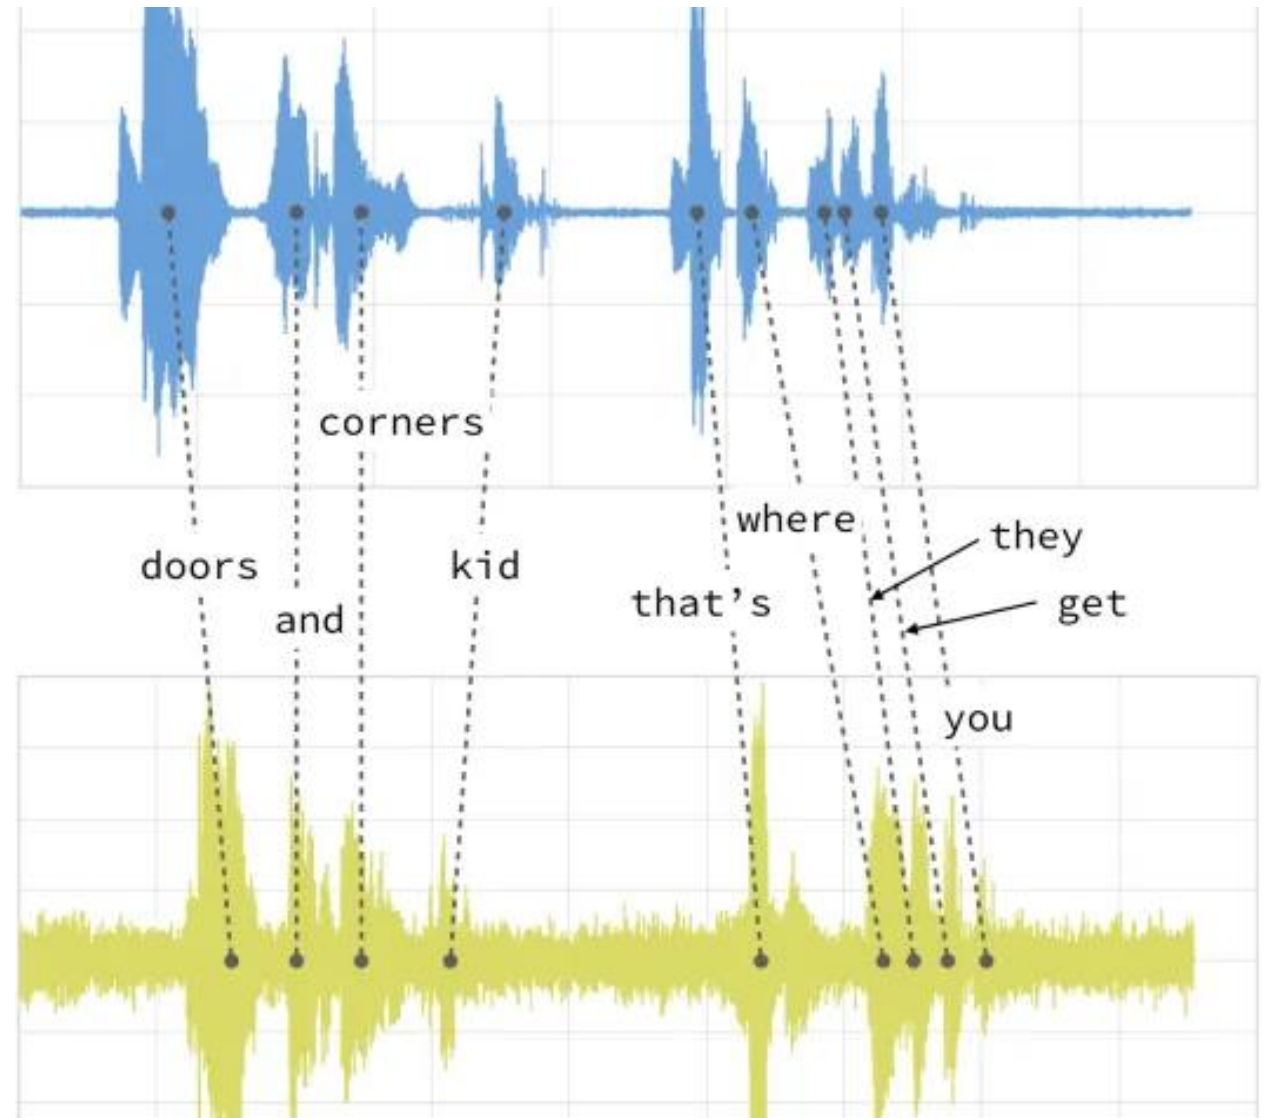 doors
and
corners
kid
that’s
where
they
get
you